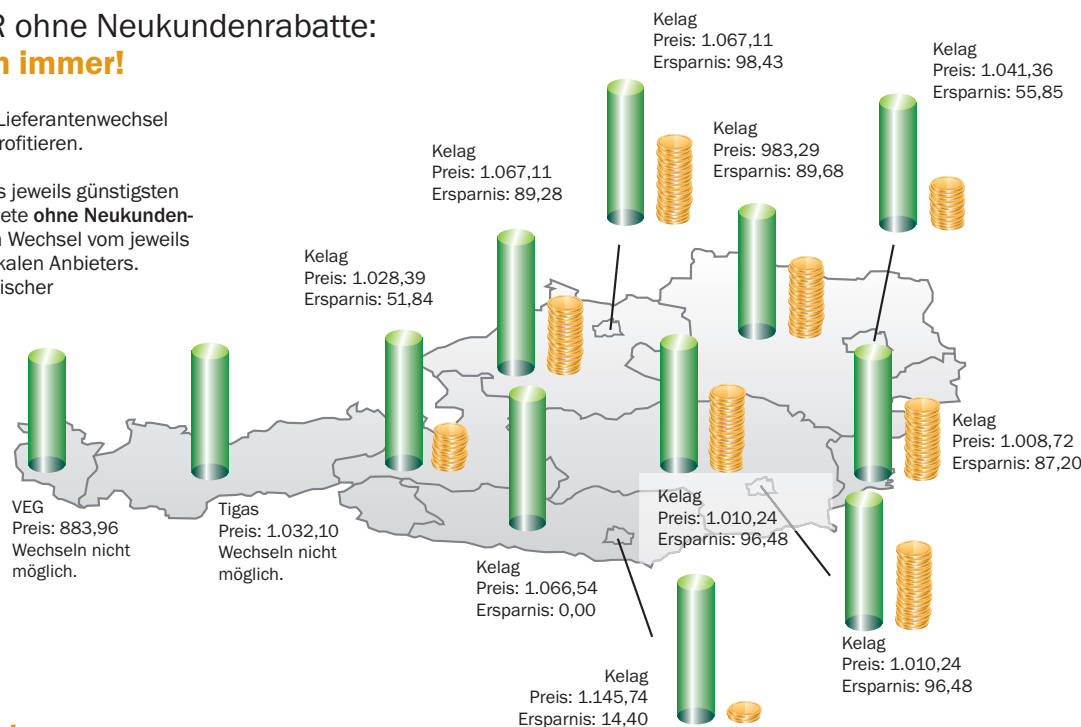 R ohne Neukundenrabatte:
immer!
Lieferantenwechsel
rofitieren.
s jeweils günstigsten
ete ohne Neukunden-
Wechsel vom jeweils
kalen Anbieters.
ischer
Kelag
Preis: 1.067,11
Ersparnis: 98,43
Kelag
Preis: 1.041,36
Ersparnis: 55,85
Kelag
Preis: 983,29
Ersparnis: 89,68
Kelag
Preis: 1.067,11
Ersparnis: 89,28
Kelag
Preis: 1.028,39
Ersparnis: 51,84
VEG
Preis: 883,96
Wechseln nicht
möglich.
Tigas
Preis: 1.032,10
Wechseln nicht
möglich.
Kelag
Preis: 1.008,72
Ersparnis: 87,20
Kelag
Preis: 1.010,24
Ersparnis: 96,48
Kelag
Preis: 1.066,54
Ersparnis: 0,00
Kelag
Preis: 1.010,24
Ersparnis: 96,48
Kelag
Preis: 1.145,74
Ersparnis: 14,40